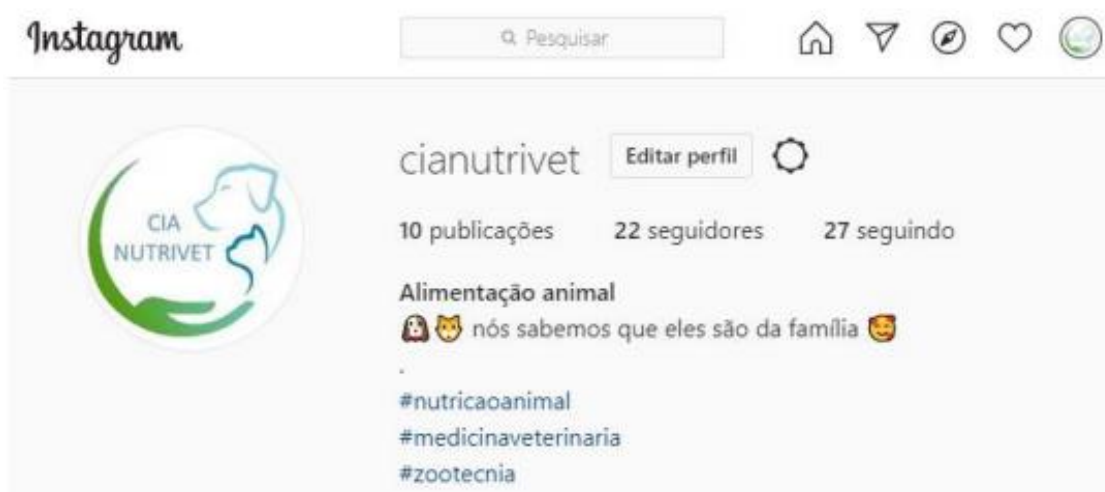 Instagram
Pesquisar
cianutrivet Editar perfil
10 publicações 22 seguidores 27 seguindo
CIA
NUTRIVET
Alimentação animal
🐶🐱 nós sabemos que eles são da família 🥰
.
#nutricaoanimal
#medicinaveterinaria
#zootecnia